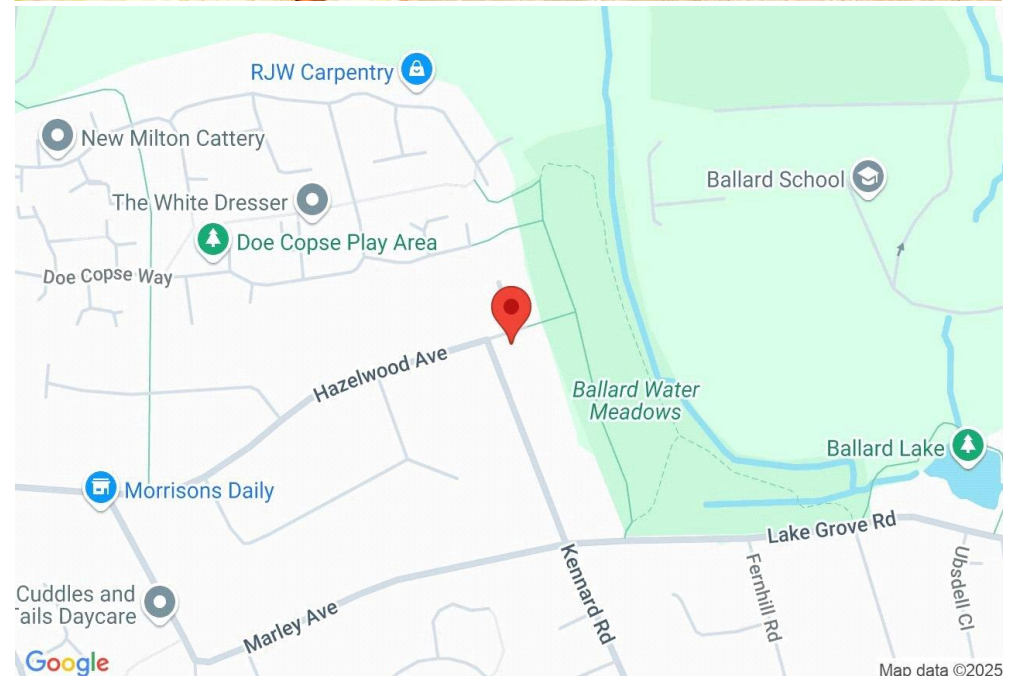 RJW Carpentry
New Milton Cattery
Ballard School
The White Dresser
Doe Copse Play Area
Doe Copse Way
Hazelwood Ave
Ballard Water
Meadows
Ballard Lake
Morrisons Daily
Lake Grove Rd
Kennard Rd
Fernhill Rd
Ubsdell Cl
Cuddles and
Tails Daycare
Marley Ave
Google
Map data ©2025